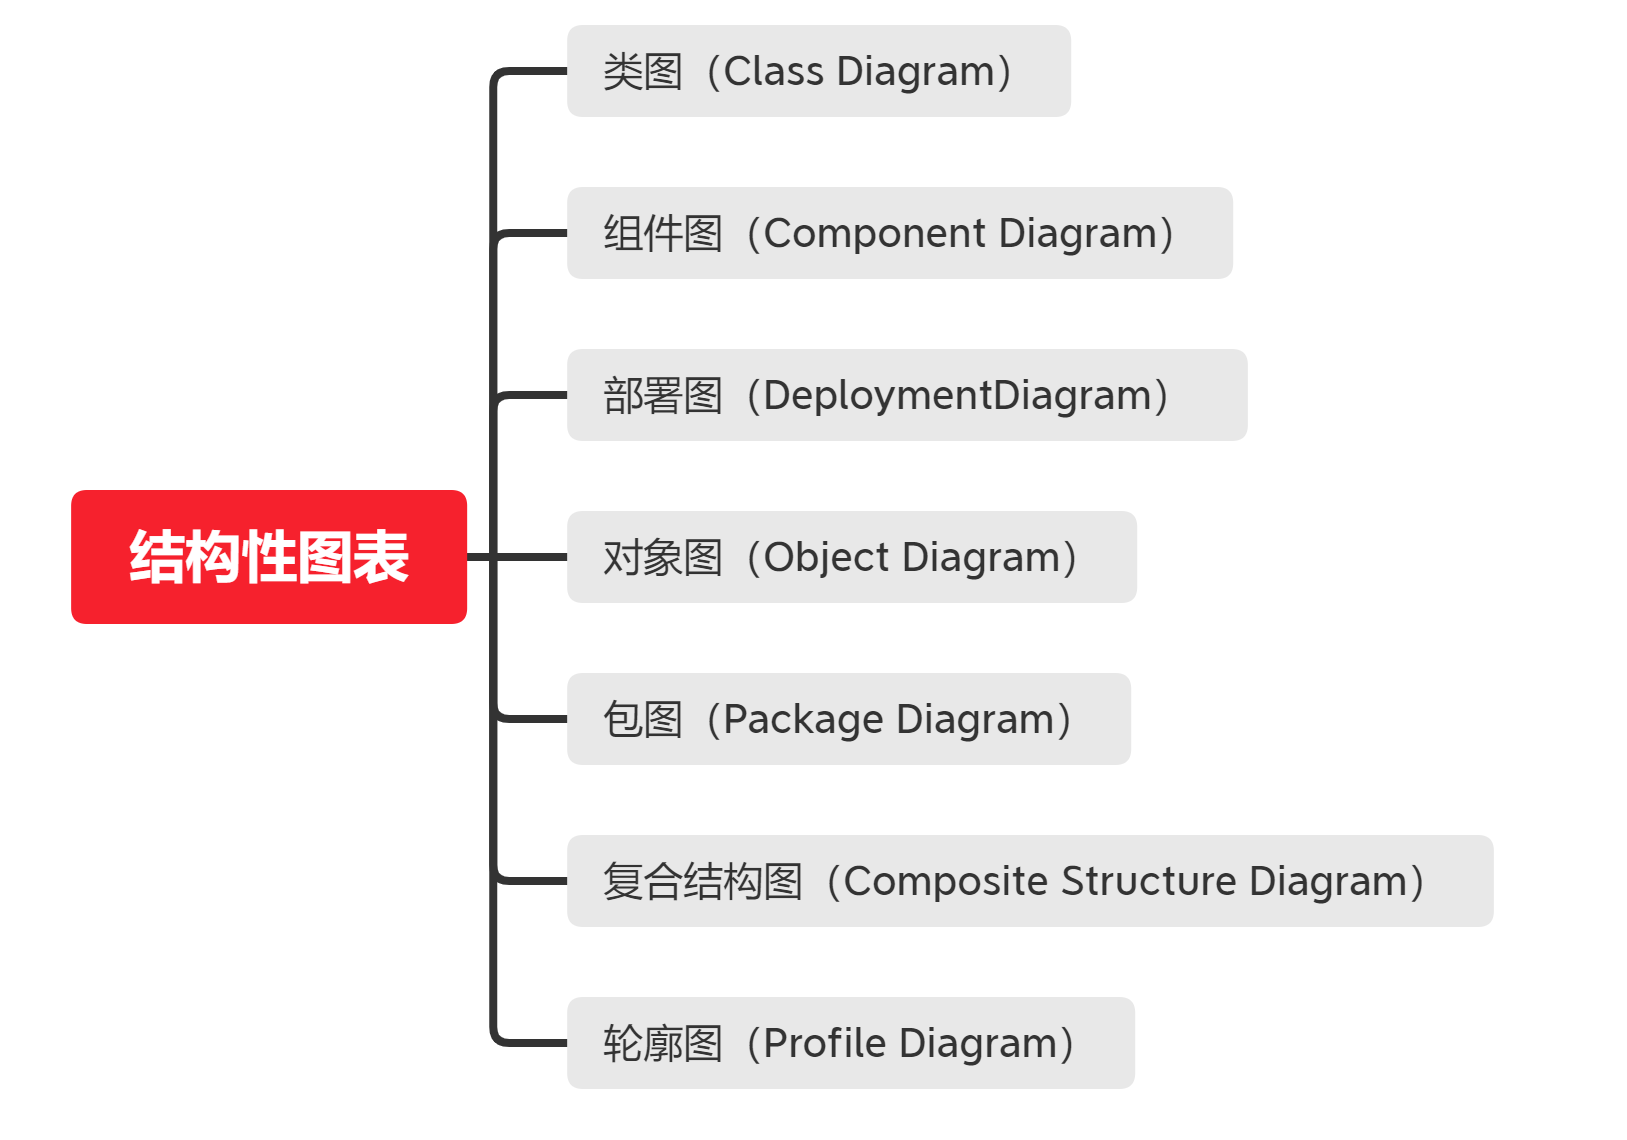 类图（Class Diagram）
组件图（Component Diagram）
部署图（DeploymentDiagram）
结构性图表
对象图（Object Diagram）
包图（Package Diagram）
复合结构图（Composite Structure Diagram）
轮廓图（Profile Diagram）